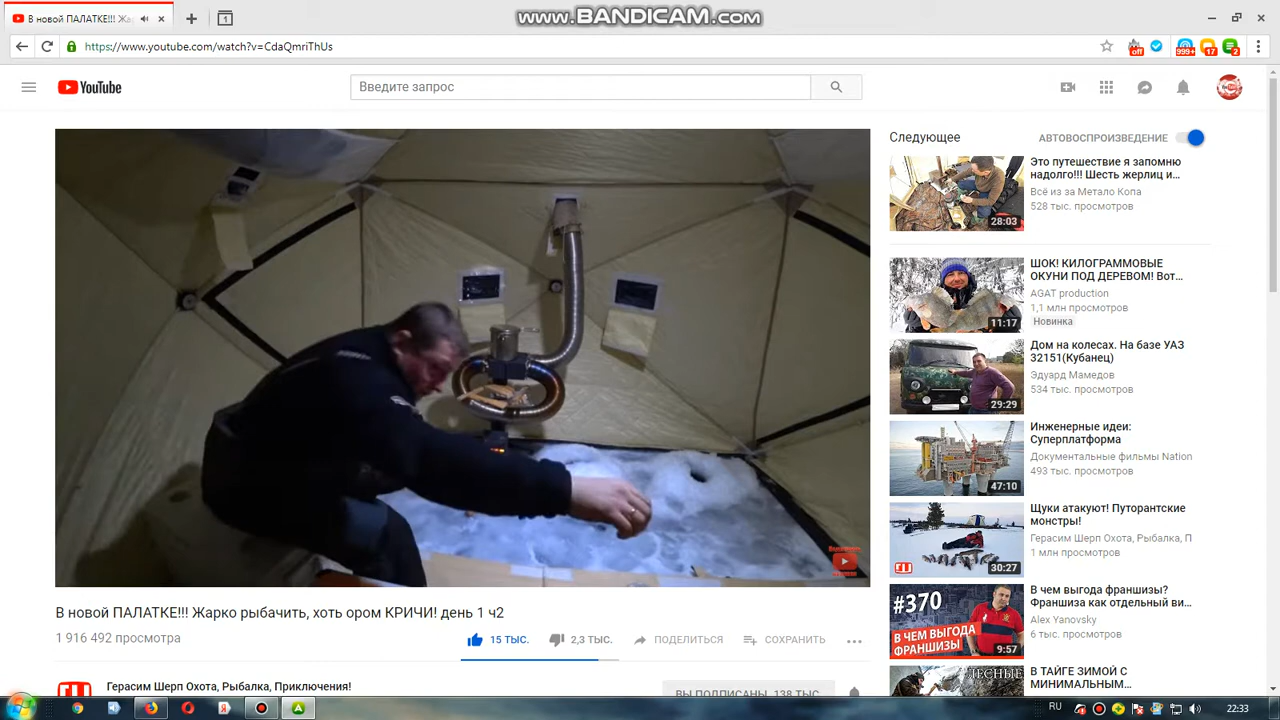 www.BANDICAM.com
В новой ПАЛАТКЕ!!! Жар
https://www.youtube.com/watch?v=CdaQmriThUs
off
999+
17
2
YouTube
Введите запрос
Следующее
АВТОВОСПРОИЗВЕДЕНИЕ
Это путешествие я запомню
надолго!!! Шесть жерлиц и...
Всё из за Метало Копа
528 тыс. просмотров
28:03
ШОК! КИЛОГРАММОВЫЕ
ОКУНИ ПОД ДЕРЕВОМ! Вот...
AGAT production
1,1 млн просмотров
Новинка
11:17
Дом на колесах. На базе УАЗ
32151(Кубанец)
Эдуард Мамедов
534 тыс. просмотров
29:29
Инженерные идеи:
Суперплатформа
Документальные фильмы Nation
493 тыс. просмотров
47:10
Щуки атакуют! Путорантские
монстры!
Герасим Шерп Охота, Рыбалка, П
1 млн просмотров
30:27
В чем выгода франшизы?
Франшиза как отдельный ви...
Alex Yanovsky
6 тыс. просмотров
#370
В ЧЕМ ВЫГОДА
ФРАНШИЗЫ
9:57
В ТАЙГЕ ЗИМОЙ С
МИНИМАЛЬНЫМ...
В новой ПАЛАТКЕ!!! Жарко рыбачить, хоть ором КРИЧИ! день 1 ч2
1 916 492 просмотра
15 ТЫС.
2,3 ТЫС.
ПОДЕЛИТЬСЯ
СОХРАНИТЬ
Герасим Шерп Охота, Рыбалка, Приключения!
ВЫ ПОДПИСАНЫ 138 ТЫС.
RU
22:33